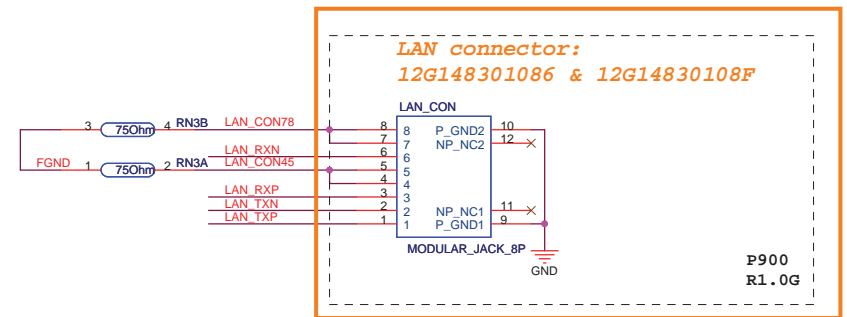 LAN connector:
12G148301086 & 12G14830108F
LAN_CON
3 75Ohm 4 RN3B LAN_CON78 8 8 P_GND2 10
7 7 NP_NC2 12
LAN_RXN 6 6
FGND 1 75Ohm 2 RN3A LAN_CON45 5 5
4 4
LAN_RXP 3 3
LAN_TXN 2 2 NP_NC1 11
LAN_TXP 1 1 P_GND1 9
MODULAR_JACK_8P
GND
P900
R1.0G